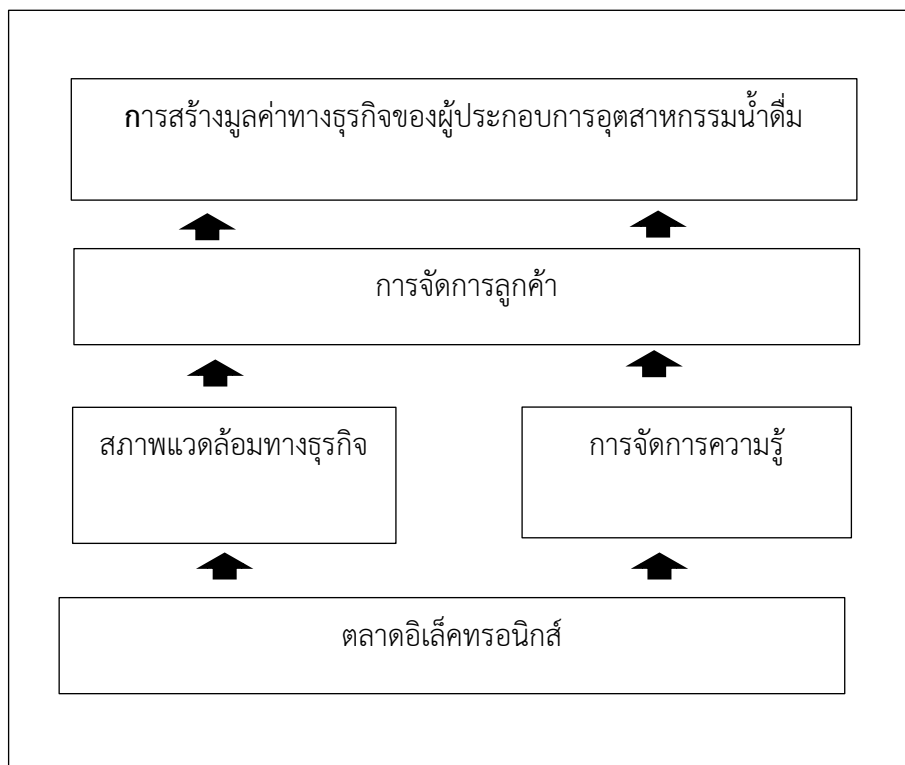 การสร้างมูลค่าทางธุรกิจของผู้ประกอบการอุตสาหกรรมน้ำดื่ม
การจัดการลูกค้า
สภาพแวดล้อมทางธุรกิจ
การจัดการความรู้
ตลาดอิเล็คทรอนิกส์